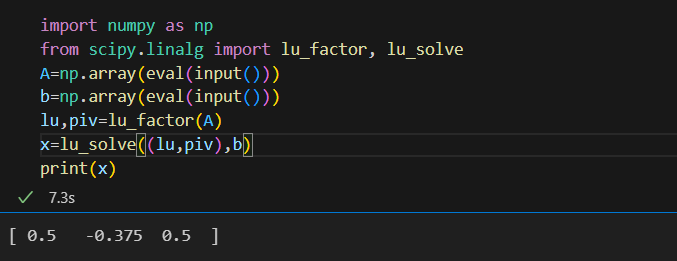 import numpy as np
from scipy.linalg import lu_factor, lu_solve
A=np.array(eval(input()))
b=np.array(eval(input()))
lu,piv=lu_factor(A)
x=lu_solve((lu,piv),b)
print(x)
7.3s
[ 0.5   -0.375  0.5  ]